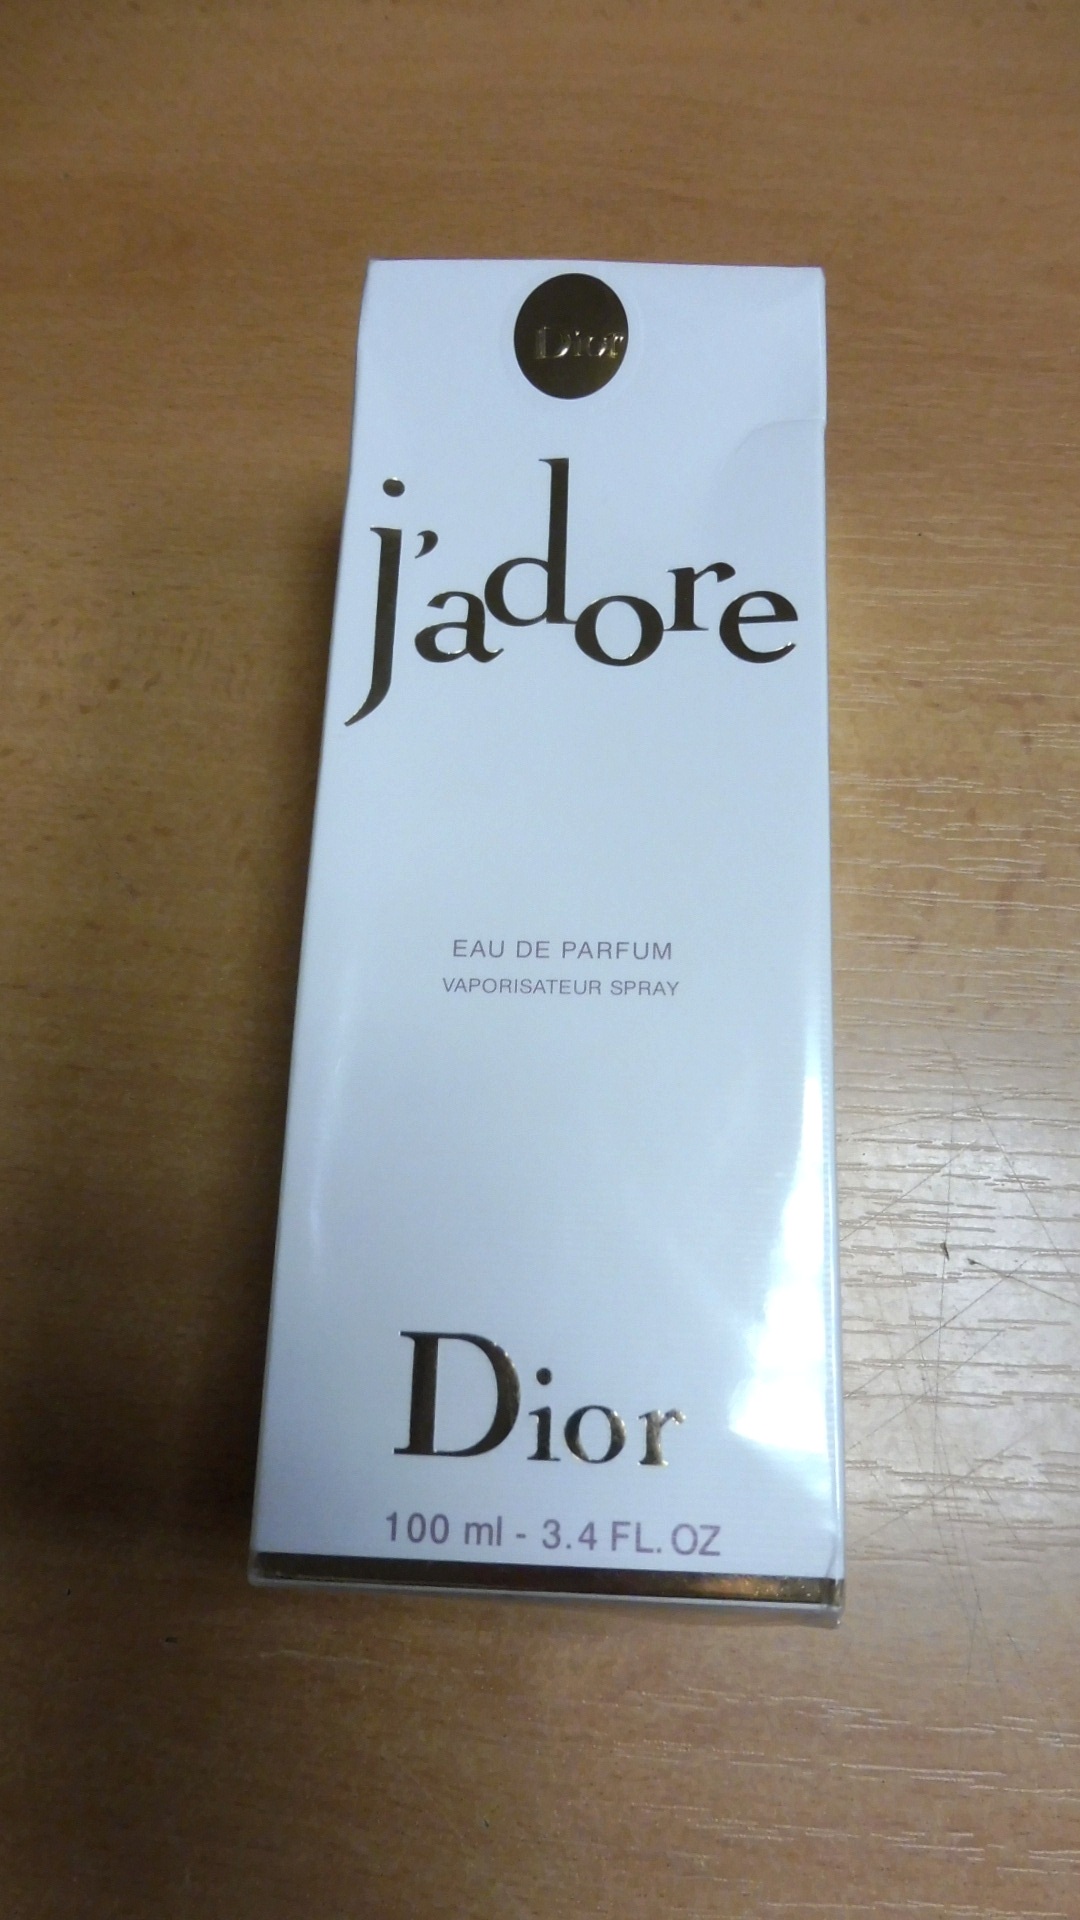 Dior
j'adore
EAU DE PARFUM
VAPORISATEUR SPRAY
Dior
100 ml - 3.4 FL. OZ